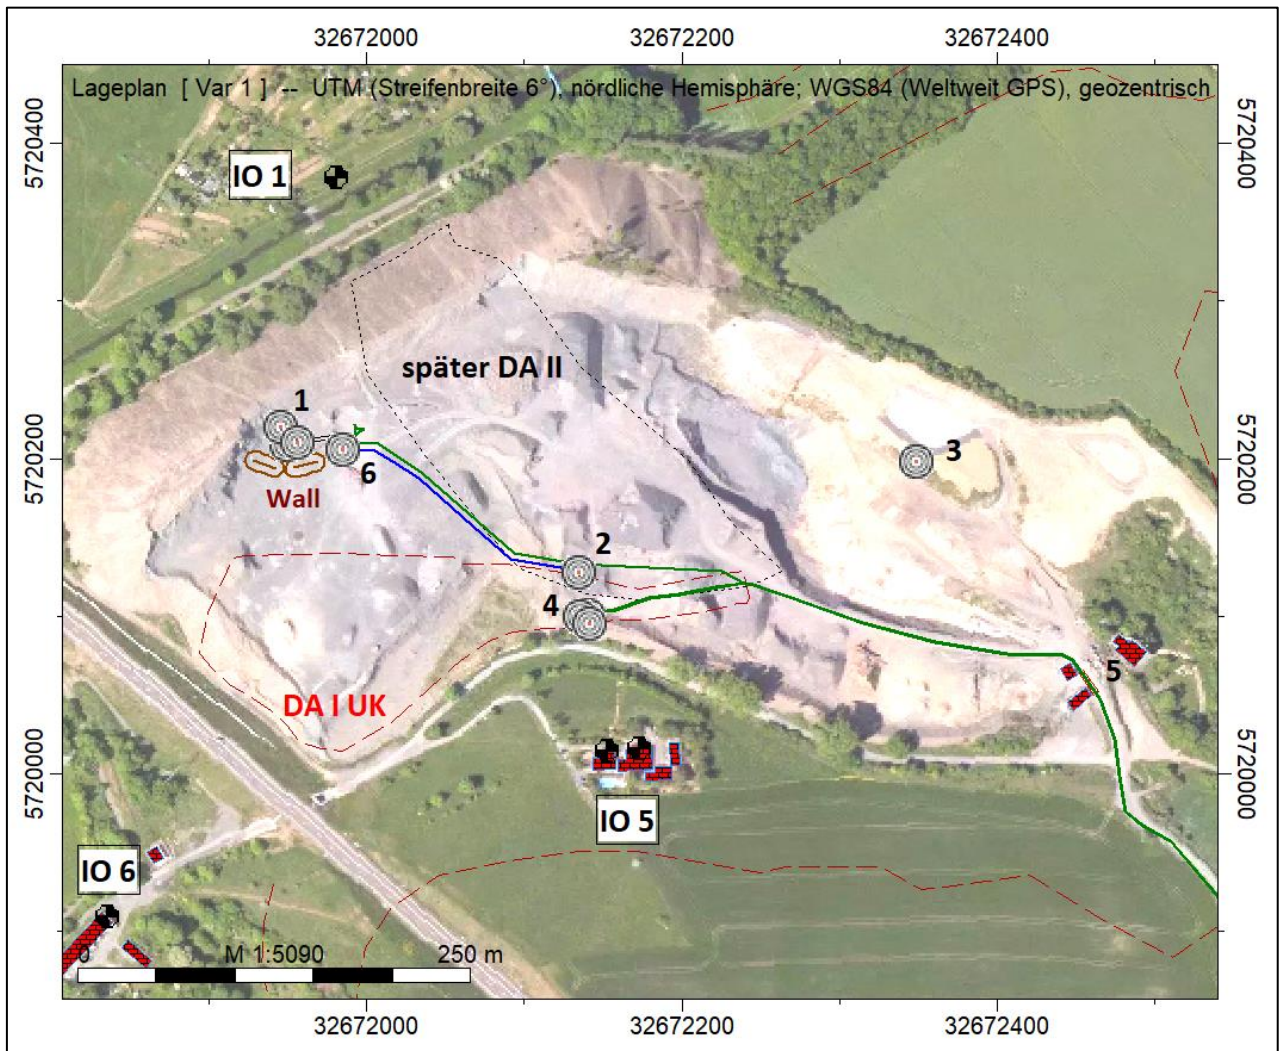 32672000 32672200 32672400
Lageplan [ Var 1 ] -- UTM (Streifenbreite 6°), nördliche Hemisphäre; WGS84 (Weltweit GPS), geozentrisch
5720400 5720400
IO 1
später DA II
1
3
5720200 5720200
6
Wall
2
4
5
DA I UK
5720000 5720000
IO 5
IO 6
0 M 1:5090 250 m
32672000 32672200 32672400